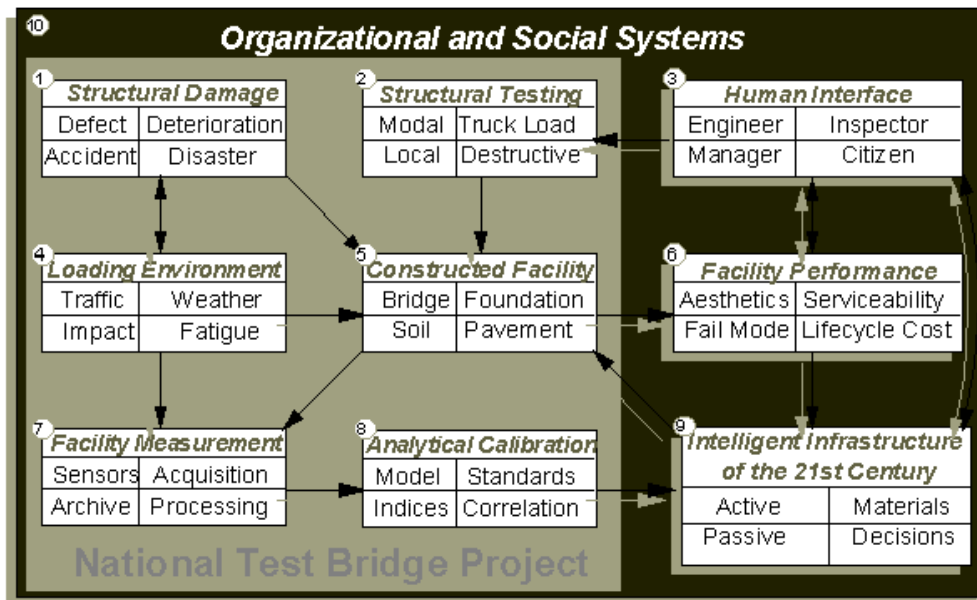 10
Organizational and Social Systems
1
Structural Damage
Defect Deterioration
Accident Disaster
2
Structural Testing
Modal Truck Load
Local Destructive
3
Human Interface
Engineer Inspector
Manager Citizen
4
Loading Environment
Traffic Weather
Impact Fatigue
5
Constructed Facility
Bridge Foundation
Soil Pavement
6
Facility Performance
Aesthetics Serviceability
Fail Mode Lifecycle Cost
7
Facility Measurement
Sensors Acquisition
Archive Processing
8
Analytical Calibration
Model Standards
Indices Correlation
9
Intelligent Infrastructure
of the 21st Century
Active Materials
Passive Decisions
National Test Bridge Project